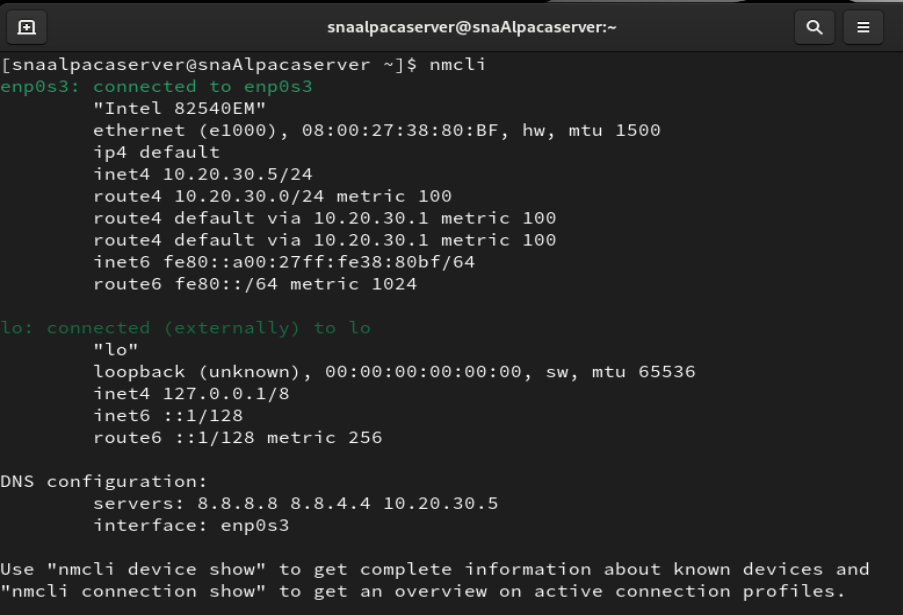 snaalpacaserver@snaAlpacaserver:~
[snaalpacaserver@snaAlpacaserver ~]$ nmcli
enp0s3: connected to enp0s3
"Intel 82540EM"
ethernet (e1000), 08:00:27:38:80:BF, hw, mtu 1500
ip4 default
inet4 10.20.30.5/24
route4 10.20.30.0/24 metric 100
route4 default via 10.20.30.1 metric 100
route4 default via 10.20.30.1 metric 100
inet6 fe80::a00:27ff:fe38:80bf/64
route6 fe80::/64 metric 1024
lo: connected (externally) to lo
"lo"
loopback (unknown), 00:00:00:00:00:00, sw, mtu 65536
inet4 127.0.0.1/8
inet6 ::1/128
route6 ::1/128 metric 256
DNS configuration:
servers: 8.8.8.8 8.8.4.4 10.20.30.5
interface: enp0s3
Use "nmcli device show" to get complete information about known devices and
"nmcli connection show" to get an overview on active connection profiles.